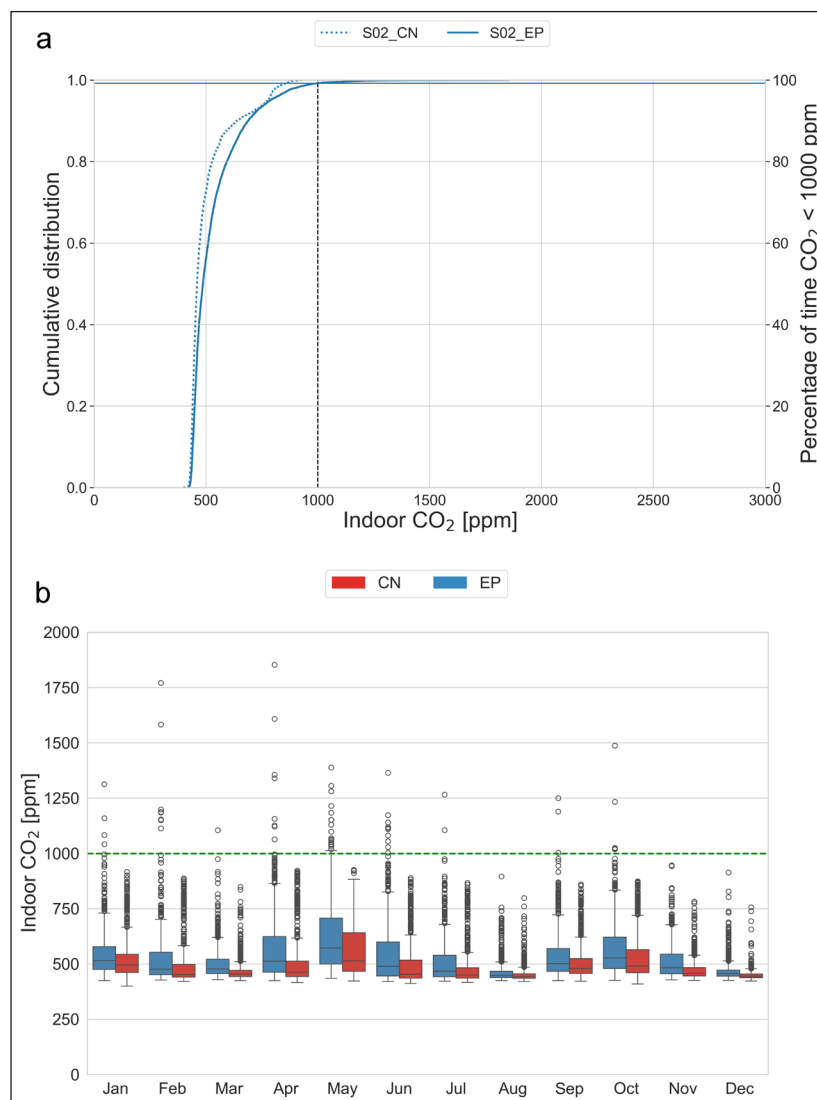 a
S02_CN S02_EP
1.0
0.8
0.6
0.4
0.2
0.0
Cumulative distribution
100
80
60
40
20
0
Percentage of time CO₂ < 1000 ppm
0 500 1000 1500 2000 2500 3000
Indoor CO₂ [ppm]
b
CN EP
2000
1750
1500
1250
1000
750
500
250
0
Indoor CO₂ [ppm]
Jan Feb Mar Apr May Jun Jul Aug Sep Oct Nov Dec